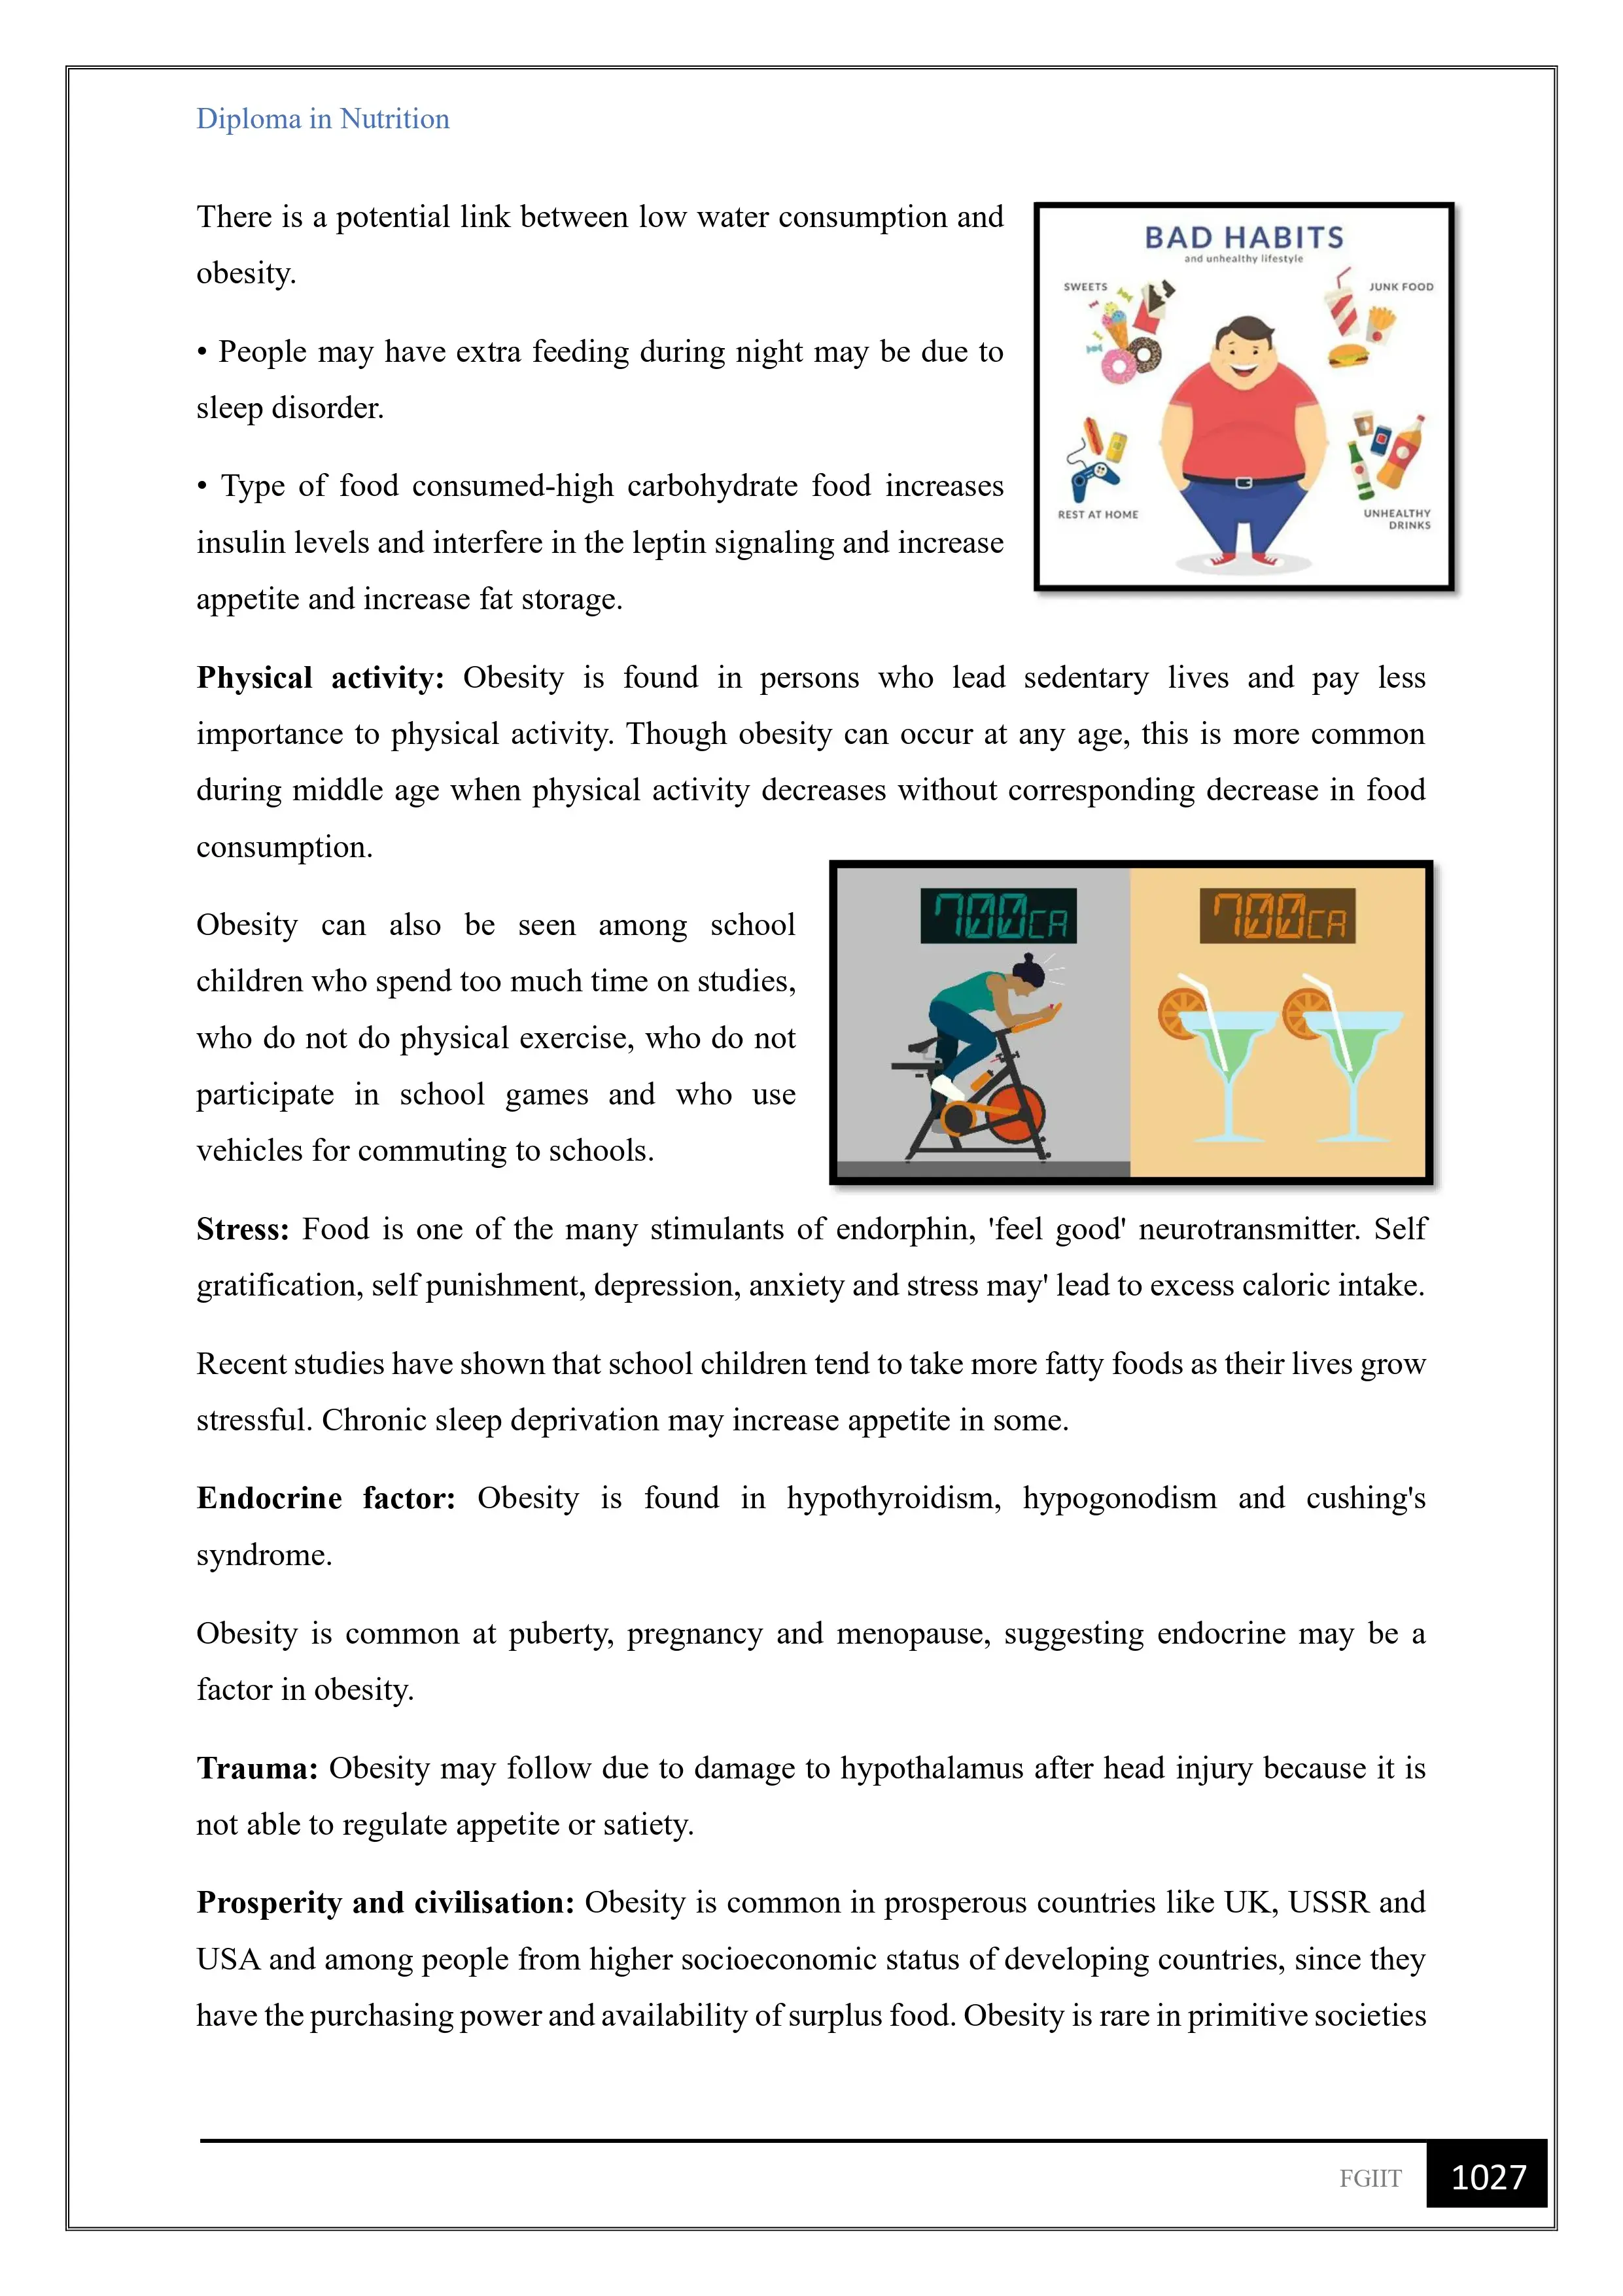 Diploma in Nutrition
There is a potential link between low water consumption and
obesity.
• People may have extra feeding during night may be due to
sleep disorder.
• Type of food consumed-high carbohydrate food increases
insulin levels and interfere in the leptin signaling and increase
appetite and increase fat storage.
BAD HABITS
and unhealthy lifestyle
SWEETS
JUNK FOOD
REST AT HOME
UNHEALTHY
DRINKS
Physical activity: Obesity is found in persons who lead sedentary lives and pay less
importance to physical activity. Though obesity can occur at any age, this is more common
during middle age when physical activity decreases without corresponding decrease in food
consumption.
Obesity can also be seen among school
children who spend too much time on studies,
who do not do physical exercise, who do not
participate in school games and who use
vehicles for commuting to schools.
700CA
700CA
Stress: Food is one of the many stimulants of endorphin, 'feel good' neurotransmitter. Self
gratification, self punishment, depression, anxiety and stress may' lead to excess caloric intake.
Recent studies have shown that school children tend to take more fatty foods as their lives grow
stressful. Chronic sleep deprivation may increase appetite in some.
Endocrine factor: Obesity is found in hypothyroidism, hypogonodism and cushing's
syndrome.
Obesity is common at puberty, pregnancy and menopause, suggesting endocrine may be a
factor in obesity.
Trauma: Obesity may follow due to damage to hypothalamus after head injury because it is
not able to regulate appetite or satiety.
Prosperity and civilisation: Obesity is common in prosperous countries like UK, USSR and
USA and among people from higher socioeconomic status of developing countries, since they
have the purchasing power and availability of surplus food. Obesity is rare in primitive societies
FGIIT
1027